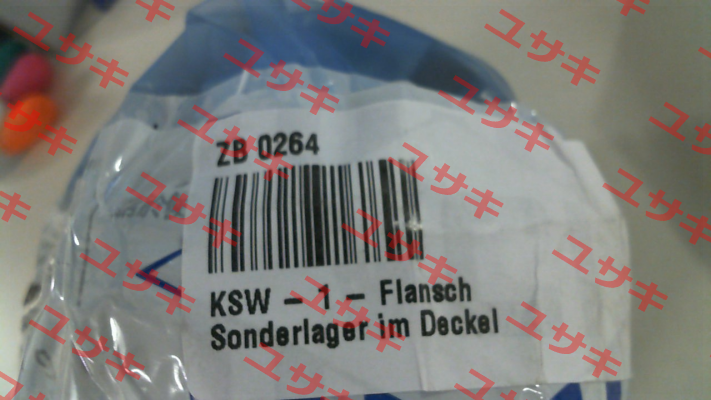 ZB 0264
KSW - 1 - Flansch
Sonderlager im Deckel
ユサキ